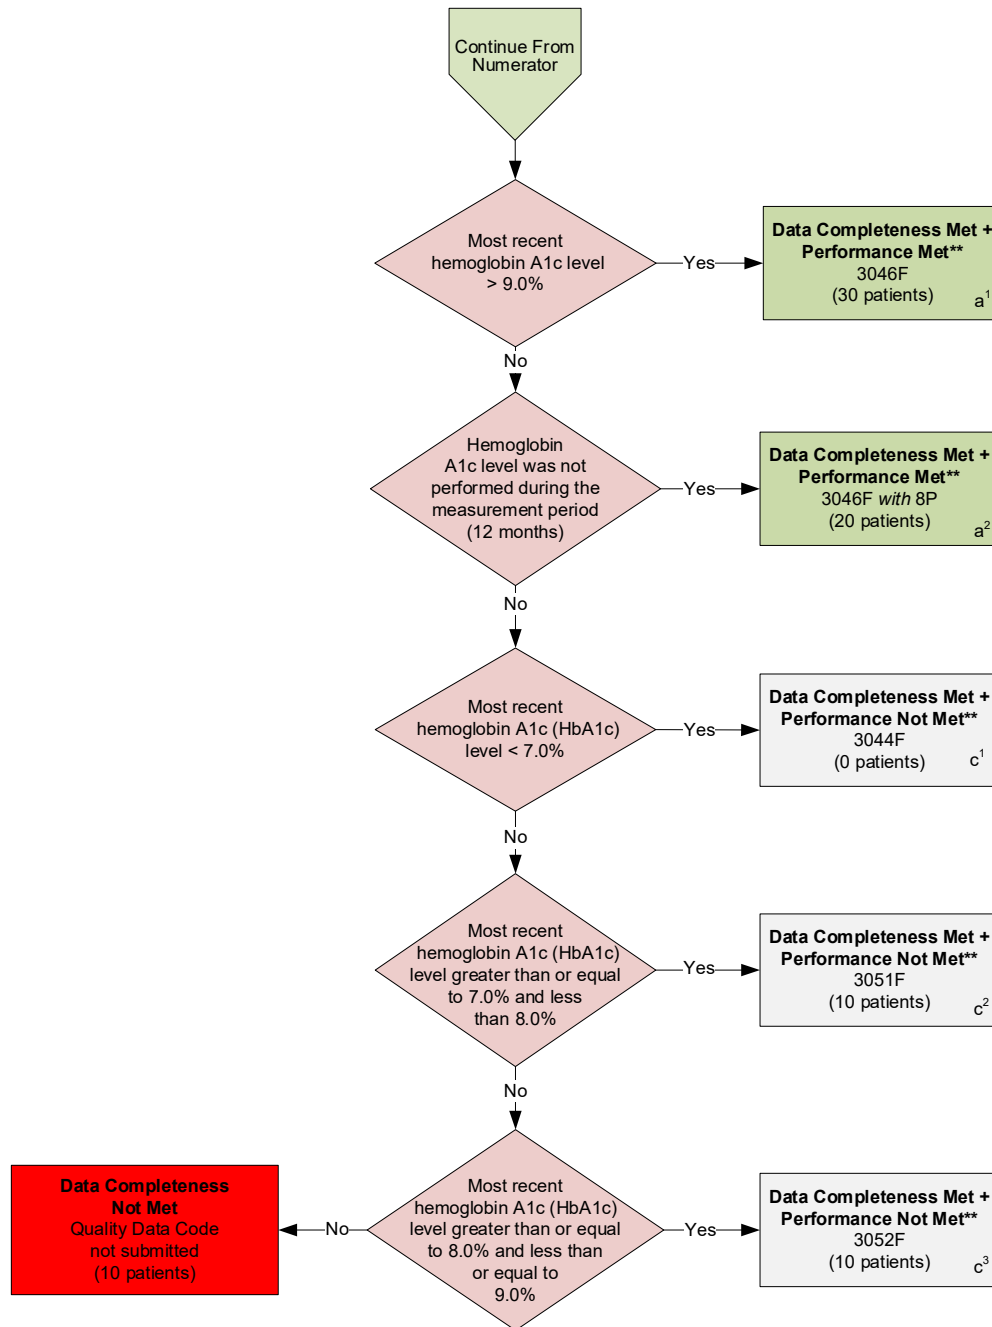 Continue From
Numerator
Most recent
hemoglobin A1c level
> 9.0%
Yes
Data Completeness Met +
Performance Met**
3046F
(30 patients)
a1
No
Hemoglobin
A1c level was not
performed during the
measurement period
(12 months)
Yes
Data Completeness Met +
Performance Met**
3046F with 8P
(20 patients)
a2
No
Most recent
hemoglobin A1c (HbA1c)
level < 7.0%
Yes
Data Completeness Met +
Performance Not Met**
3044F
(0 patients)
c1
No
Most recent
hemoglobin A1c (HbA1c)
level greater than or equal
to 7.0% and less
than 8.0%
Yes
Data Completeness Met +
Performance Not Met**
3051F
(10 patients)
c2
No
Most recent
hemoglobin A1c (HbA1c)
level greater than or equal
to 8.0% and less than
or equal to
9.0%
Yes
Data Completeness Met +
Performance Not Met**
3052F
(10 patients)
c3
No
Data Completeness
Not Met
Quality Data Code
not submitted
(10 patients)